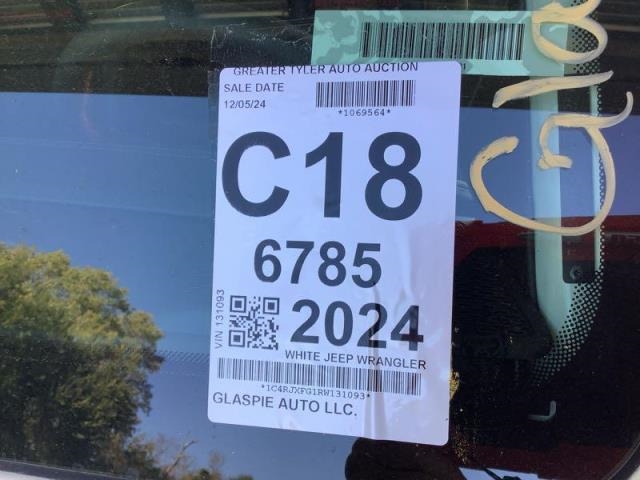 GREATER TYLER AUTO AUCTION
SALE DATE
12/05/24
*1069564*
C18
6785
2024
VIN 131093
WHITE JEEP WRANGLER
*1C4RJXFG1RW131093*
GLASPIE AUTO LLC.